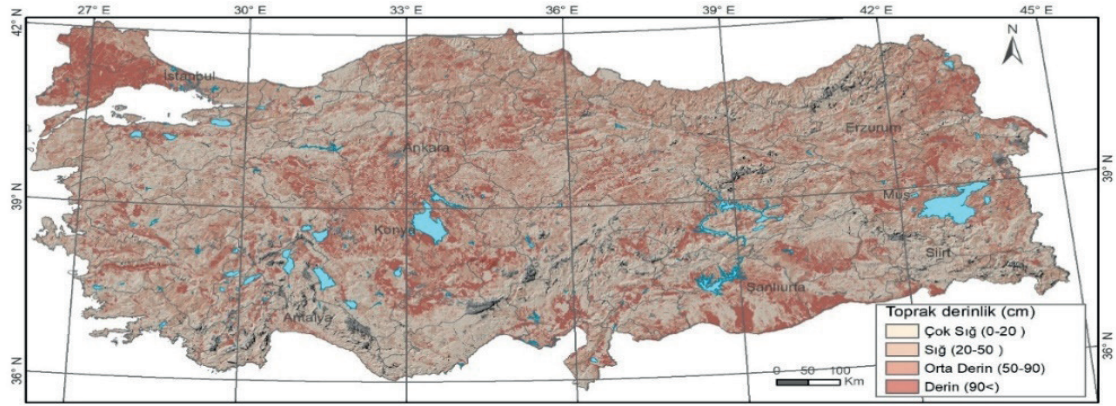 27° E 30° E 33° E 36° E 39° E 42° E 45° E
42° N
N
İstanbul
Erzurum
Ankara
39° N
39° N
Muş
Konya
Siirt
Şanlıurfa
Antalya
Toprak derinlik (cm)
Çok Sığ (0-20 )
Sığ (20-50 )
Orta Derin (50-90)
Derin (90<)
36° N
36° N
0 50 100
Km